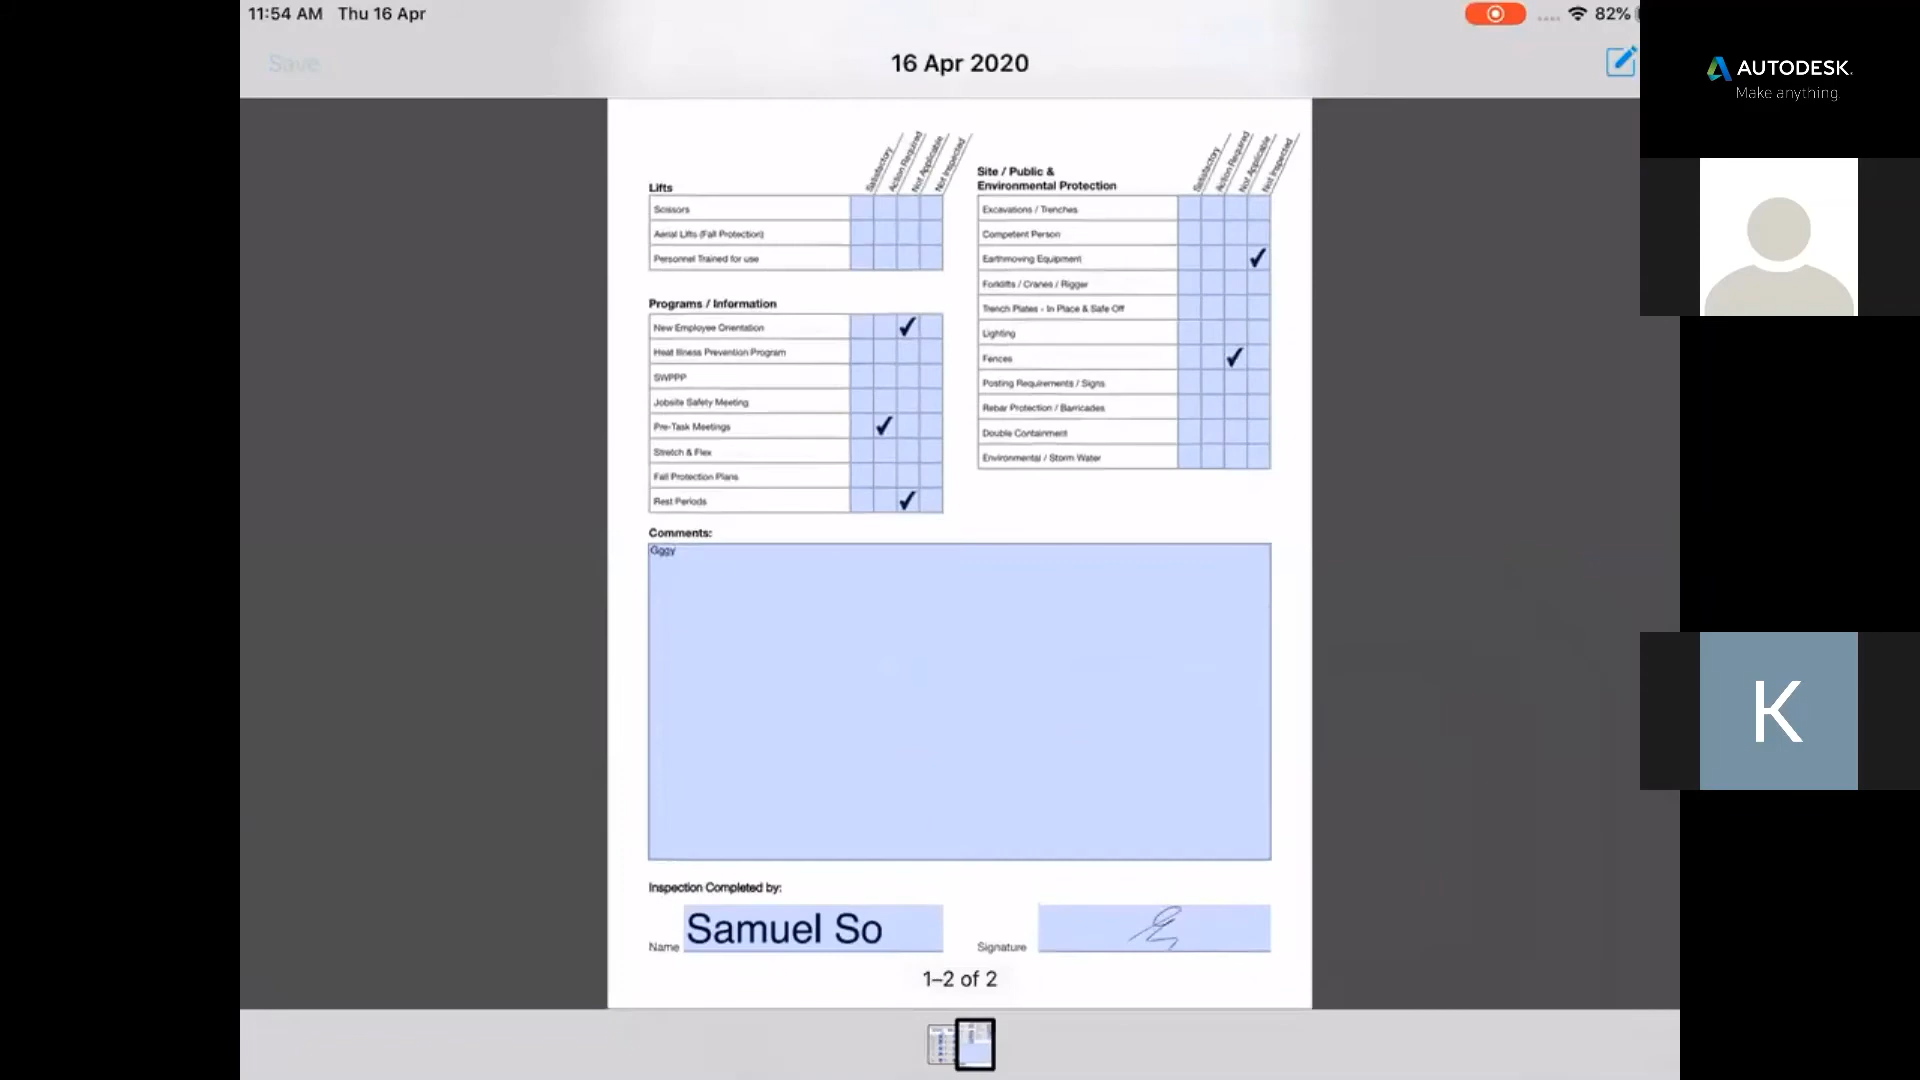 11:54 AM Thu 16 Apr
82%
Save
16 Apr 2020
AUTODESK.
Make anything.
Satisfactory
Action Required
Not Applicable
Not Inspected
Lifts
Scissors
Aerial Lifts (Fall Protection)
Personnel Trained for use
Programs / Information
New Employee Orientation
Heat Illness Prevention Program
SWPPP
Jobsite Safety Meeting
Pre-Task Meetings
Stretch & Flex
Fall Protection Plans
Rest Periods
Satisfactory
Action Required
Not Applicable
Not Inspected
Site / Public &
Environmental Protection
Excavations / Trenches
Competent Person
Earthmoving Equipment
Forklifts / Cranes / Rigger
Trench Plates - In Place & Safe Off
Lighting
Fences
Posting Requirements / Signs
Rebar Protection / Barricades
Double Containment
Environmental / Storm Water
Comments:
Gggy
Inspection Completed by:
Name Samuel So
Signature
1–2 of 2
K